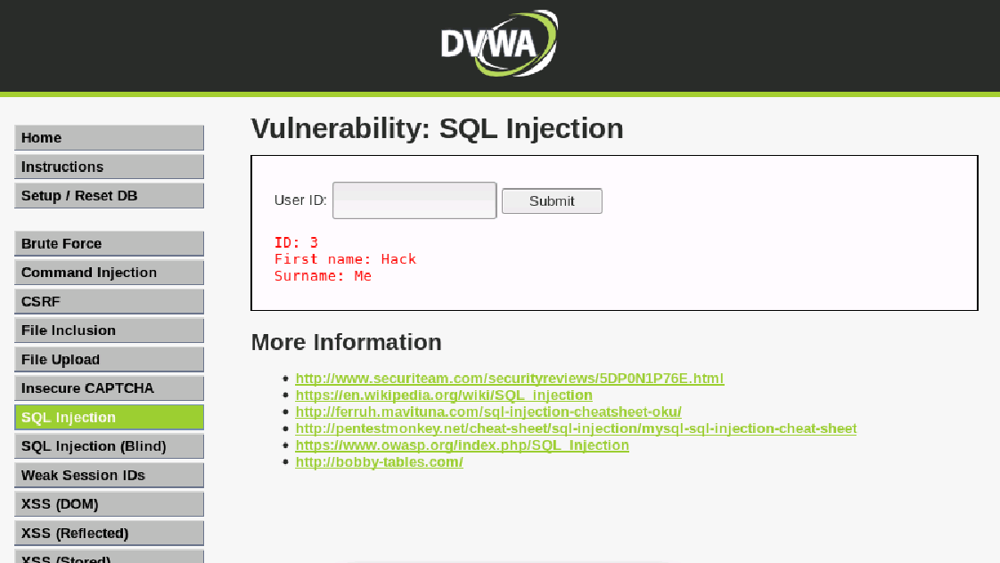 DVWA
Home
Instructions
Setup / Reset DB
Brute Force
Command Injection
CSRF
File Inclusion
File Upload
Insecure CAPTCHA
SQL Injection
SQL Injection (Blind)
Weak Session IDs
XSS (DOM)
XSS (Reflected)
XSS (Stored)
Vulnerability: SQL Injection
User ID: Submit
ID: 3
First name: Hack
Surname: Me
More Information
http://www.securiteam.com/securityreviews/5DP0N1P76E.html
https://en.wikipedia.org/wiki/SQL_injection
http://ferruh.mavituna.com/sql-injection-cheatsheet-oku/
http://pentestmonkey.net/cheat-sheet/sql-injection/mysql-sql-injection-cheat-sheet
https://www.owasp.org/index.php/SQL_Injection
http://bobby-tables.com/